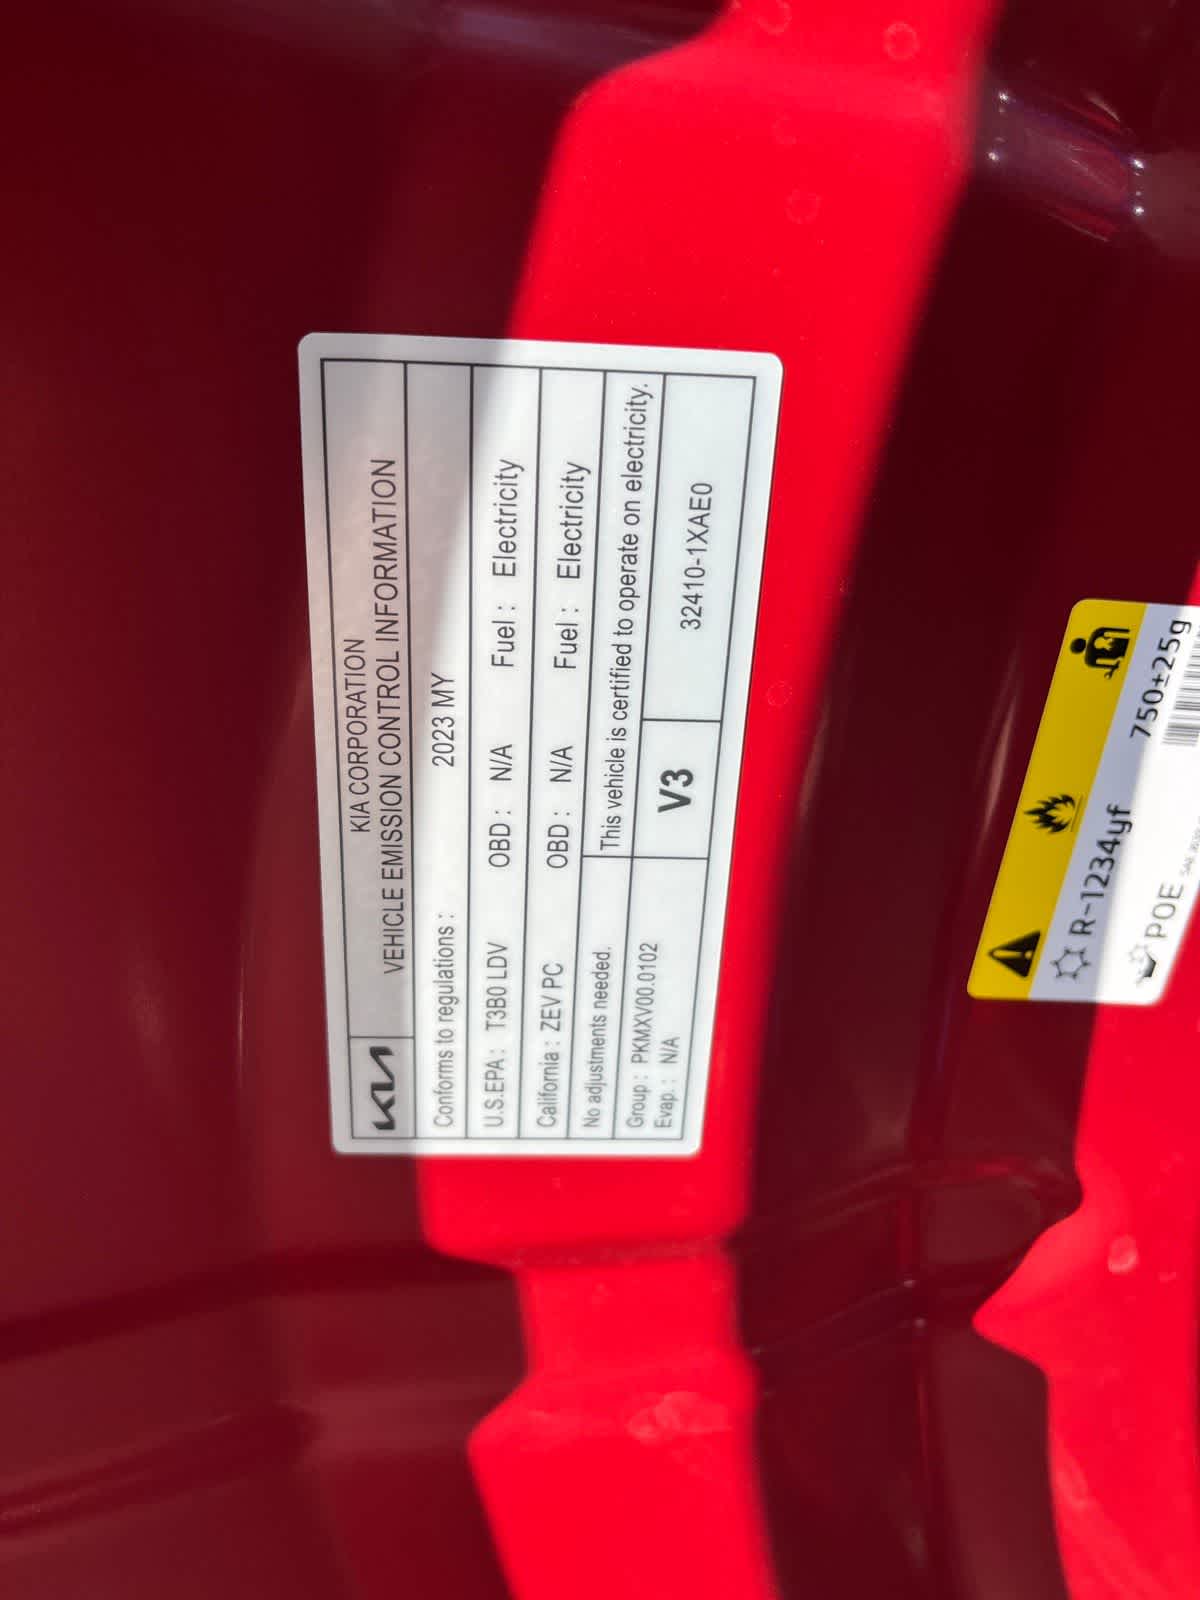 KIA
KIA CORPORATION
VEHICLE EMISSION CONTROL INFORMATION
Conforms to regulations : 2023 MY
U.S.EPA : T3B0 LDV OBD : N/A Fuel : Electricity
California : ZEV PC OBD : N/A Fuel : Electricity
No adjustments needed. This vehicle is certified to operate on electricity.
Group : PKMXV00.0102
Evap. : N/A
V3
32410-1XAE0
R-1234yf 750±25g
POE